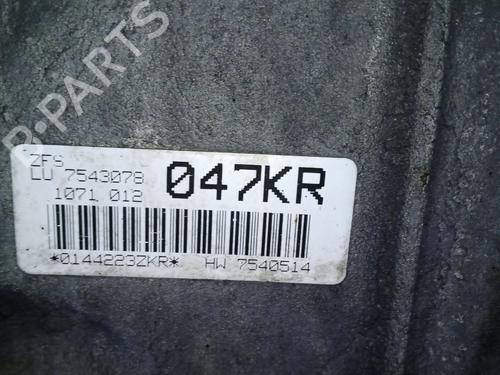 B-PARTS
ZFS
LU 7543078
1071 012
047KR
*0144223ZKR* HW 7540514